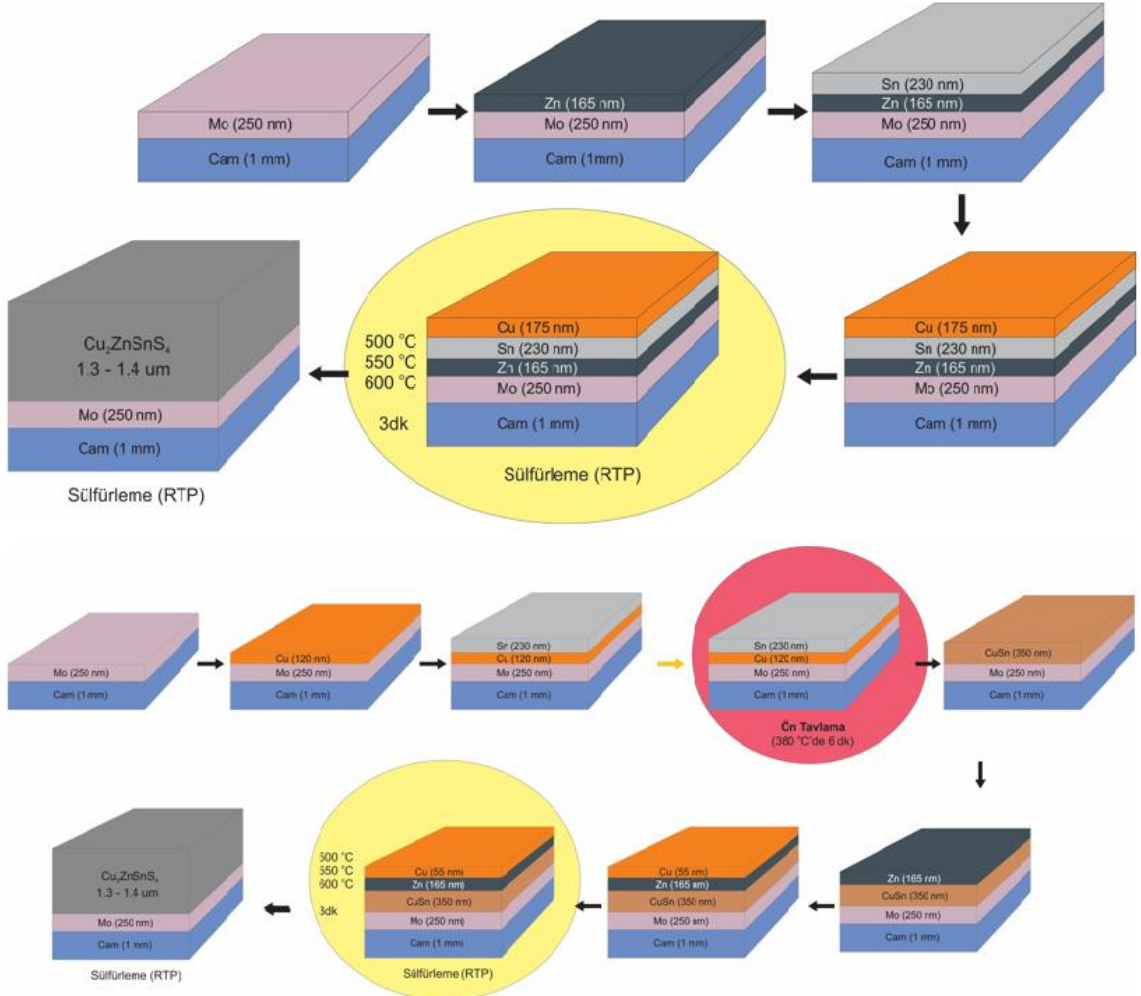 Mo (250 nm)
Cam (1 mm)
Zn (165 nm)
Mo (250 nm)
Cam (1mm)
Sn (230 nm)
Zn (165 nm)
Mo (250 nm)
Cam (1 mm)
Cu (175 nm)
Sn (230 nm)
Zn (165 nm)
Mo (250 nm)
Cam (1 mm)
500 °C
550 °C
600 °C
3dk
Cu (175 nm)
Sn (230 nm)
Zn (165 nm)
Mo (250 nm)
Cam (1 mm)
Sülfürleme (RTP)
Cu₂ZnSnS₄
1.3 - 1.4 um
Mo (250 nm)
Cam (1 mm)
Sülfürleme (RTP)
Mo (250 nm)
Cam (1 mm)
Cu (120 nm)
Mo (250 nm)
Cam (1 mm)
Sn (230 nm)
Cu (120 nm)
Mo (250 nm)
Cam (1 mm)
Sn (230 nm)
Cu (120 nm)
Mo (250 nm)
Cam (1 mm)
Ön Tavlama
(380 °C'de 6 dk)
CuSn (350 nm)
Mo (250 nm)
Cam (1 mm)
Zn (165 nm)
CuSn (350 nm)
Mo (250 nm)
Cam (1 mm)
Cu (55 nm)
Zn (165 nm)
CuSn (350 nm)
Mo (250 nm)
Cam (1 mm)
500 °C
550 °C
600 °C
3dk
Cu (55 nm)
Zn (165 nm)
CuSn (350 nm)
Mo (250 nm)
Cam (1 mm)
Sülfürleme (RTP)
Cu₂ZnSnS₄
1.3 - 1.4 um
Mo (250 nm)
Cam (1 mm)
Sülfürleme (RTP)